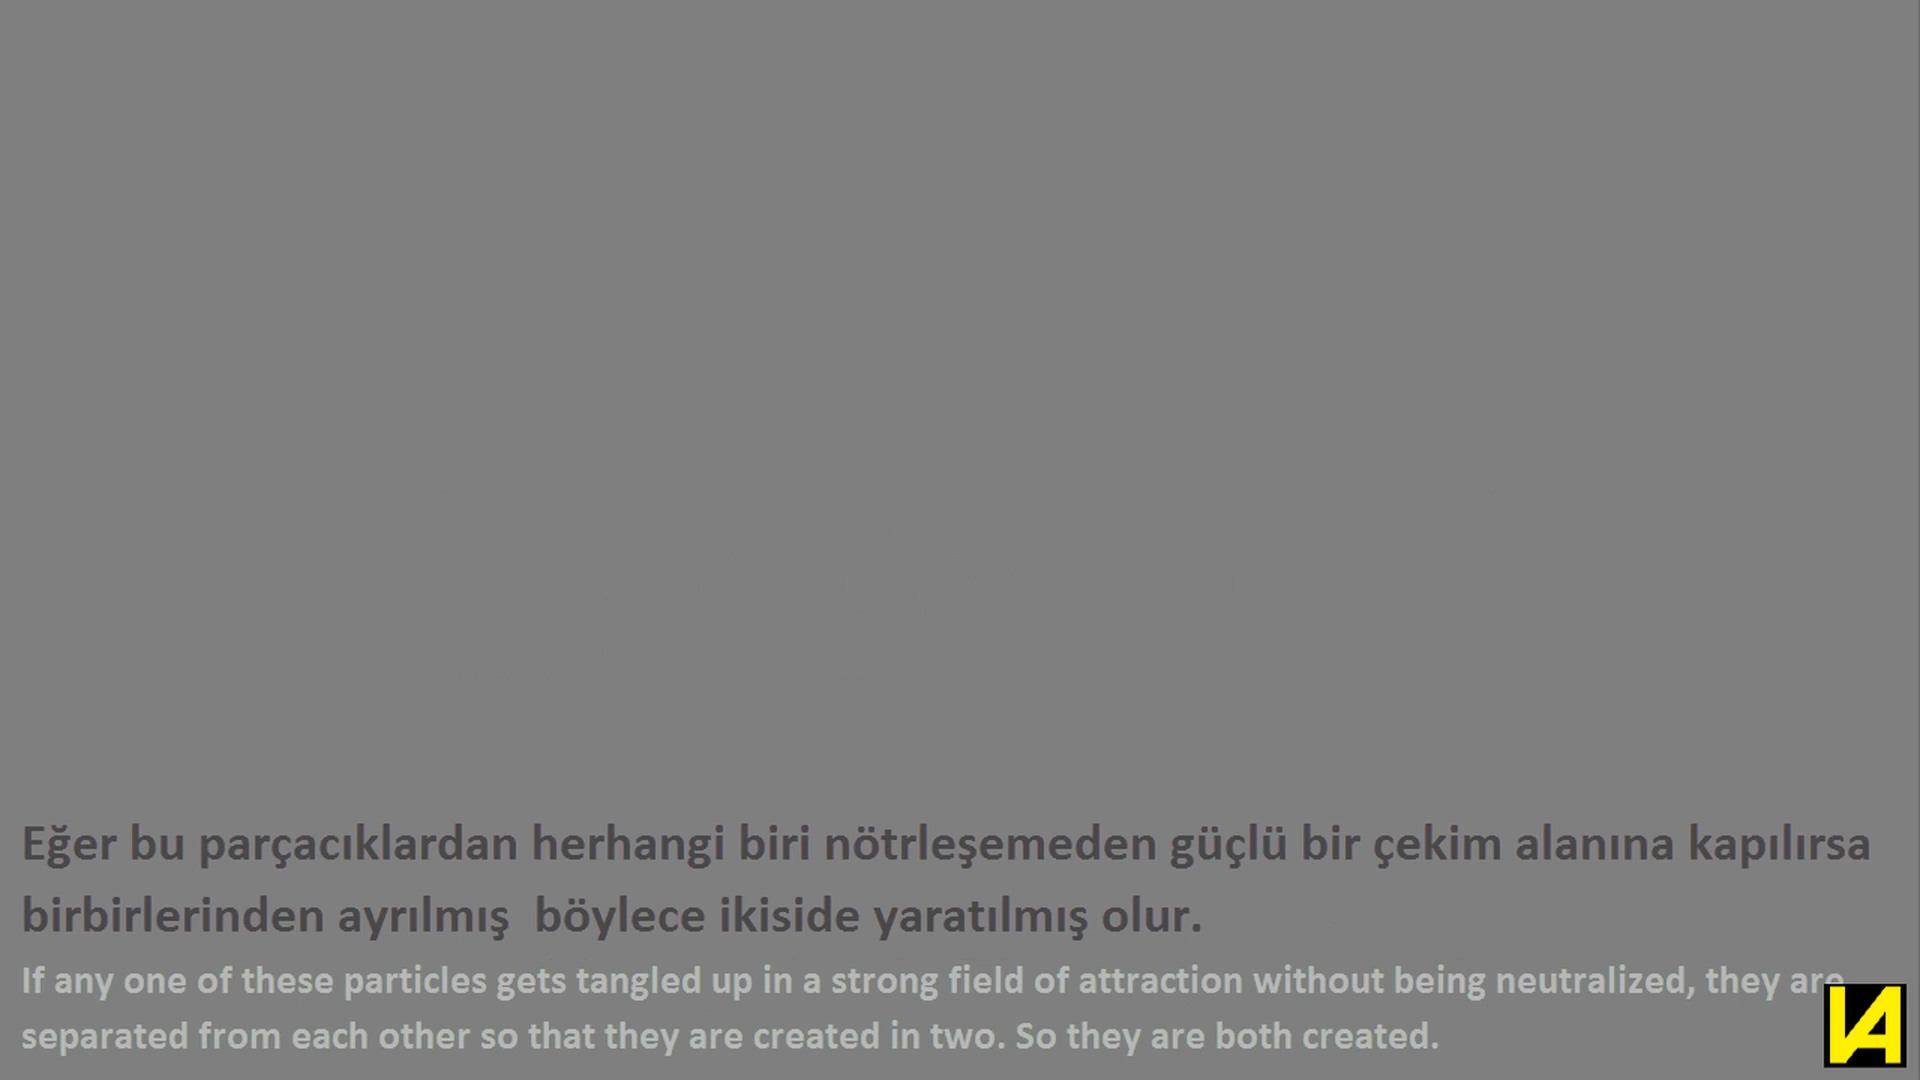 Eğer bu parçacıklardan herhangi biri nötrleşemeden güçlü bir çekim alanına kapılırsa
birbirlerinden ayrılmış böylece ikiside yaratılmış olur.
If any one of these particles gets tangled up in a strong field of attraction without being neutralized, they are
separated from each other so that they are created in two. So they are both created.